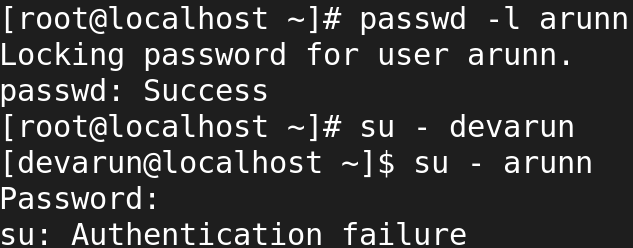 [root@localhost ~]# passwd -l arunn
Locking password for user arunn.
passwd: Success
[root@localhost ~]# su - devarun
[devarun@localhost ~]$ su - arunn
Password:
su: Authentication failure